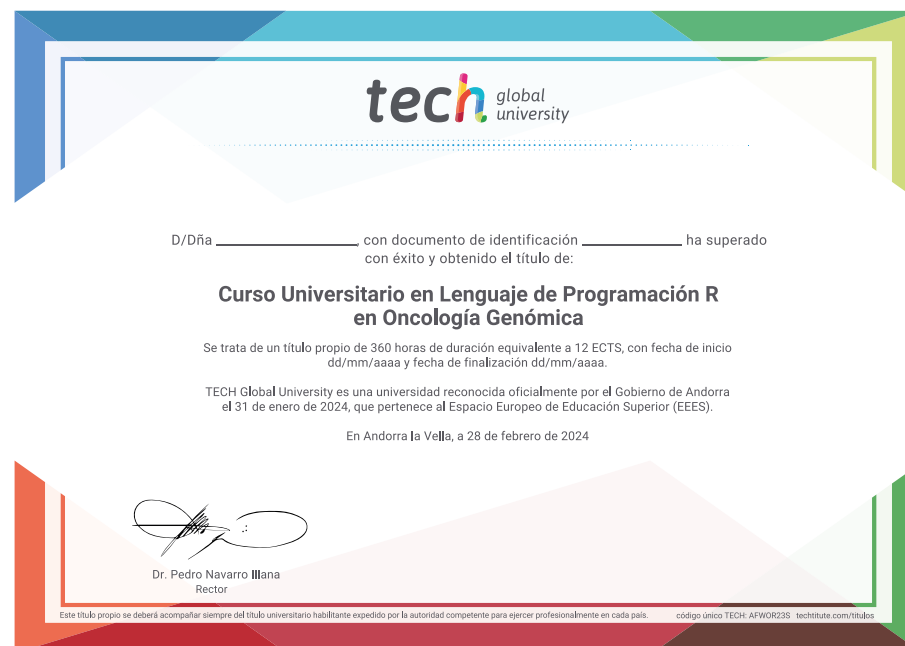 tech global university
D/Dña ______________, con documento de identificación __________ ha superado
con éxito y obtenido el título de:
Curso Universitario en Lenguaje de Programación R
en Oncología Genómica
Se trata de un título propio de 360 horas de duración equivalente a 12 ECTS, con fecha de inicio
dd/mm/aaaa y fecha de finalización dd/mm/aaaa.
TECH Global University es una universidad reconocida oficialmente por el Gobierno de Andorra
el 31 de enero de 2024, que pertenece al Espacio Europeo de Educación Superior (EEES).
En Andorra la Vella, a 28 de febrero de 2024
Dr. Pedro Navarro Illana
Rector
Este título propio se deberá acompañar siempre del título universitario habilitante expedido por la autoridad competente para ejercer profesionalmente en cada país. código único TECH: AFWOR23S techtitute.com/titulos